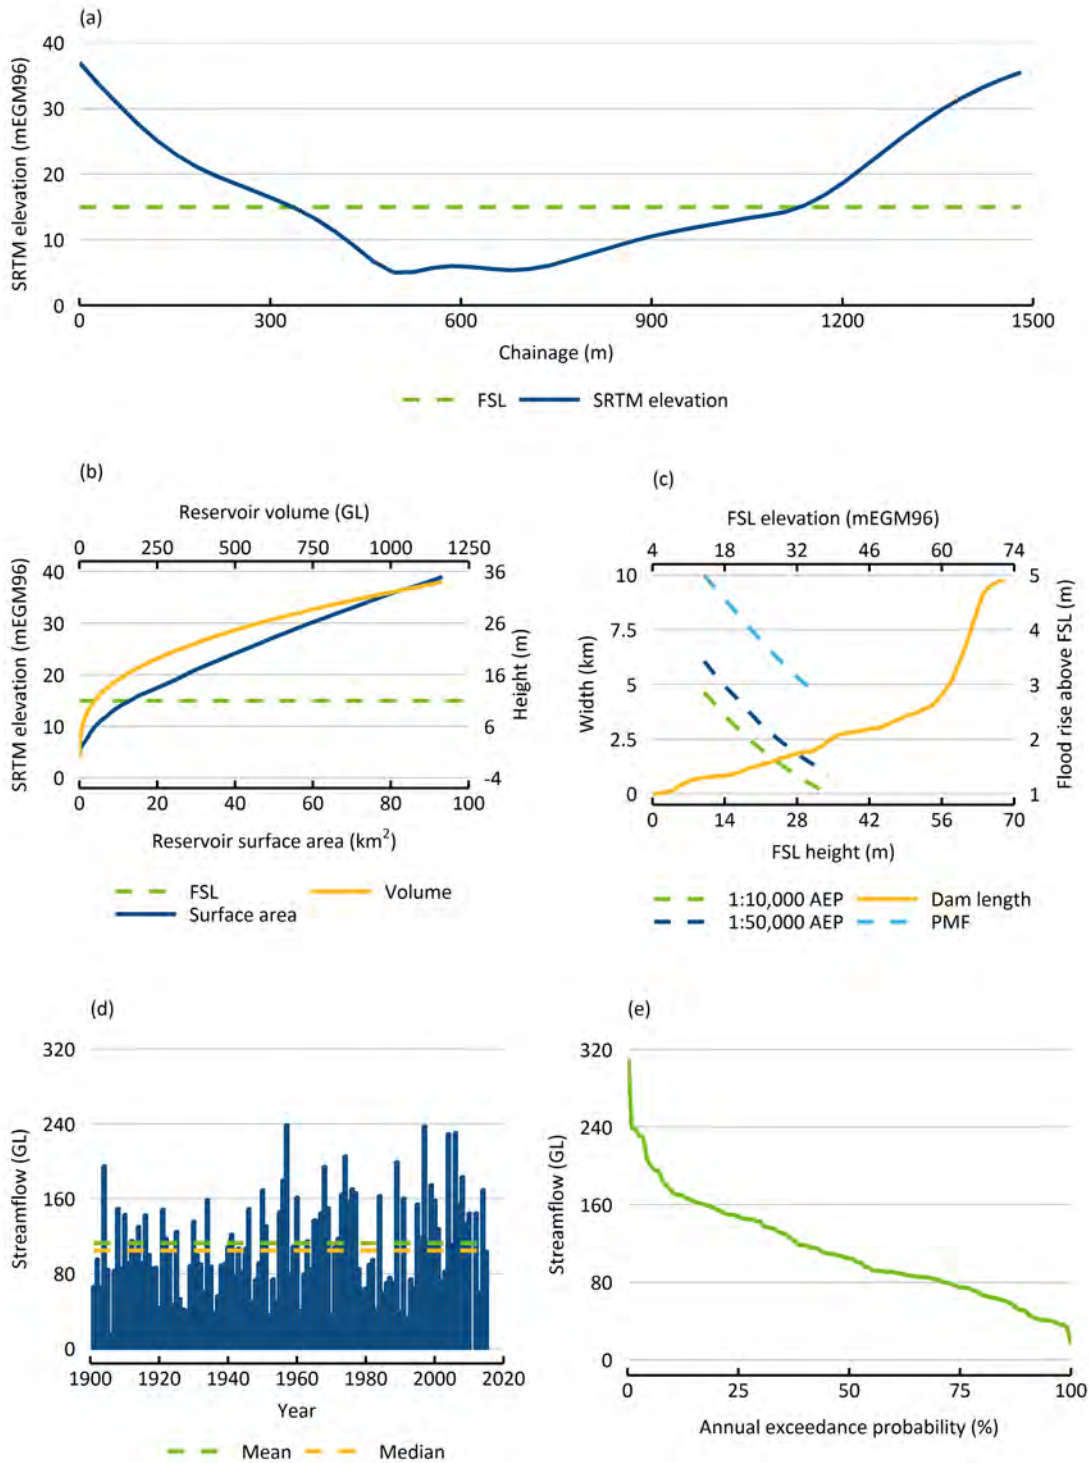 (a)
SRTM elevation (mEGM96)
40
30
20
10
0
0 300 600 900 1200 1500
Chainage (m)
FSL SRTM elevation
(b)
Reservoir volume (GL)
0 250 500 750 1000 1250
SRTM elevation (mEGM96)
40 36
30 26
20 16
10 6
0 -4
Height (m)
0 20 40 60 80 100
Reservoir surface area (km²)
FSL Volume
Surface area
(c)
FSL elevation (mEGM96)
4 18 32 46 60 74
Width (km)
10 5
7.5 4
5 3
2.5 2
0 1
Flood rise above FSL (m)
0 14 28 42 56 70
FSL height (m)
1:10,000 AEP Dam length
1:50,000 AEP PMF
(d)
Streamflow (GL)
320
240
160
80
0
1900 1920 1940 1960 1980 2000 2020
Year
Mean Median
(e)
Streamflow (GL)
320
240
160
80
0
0 25 50 75 100
Annual exceedance probability (%)